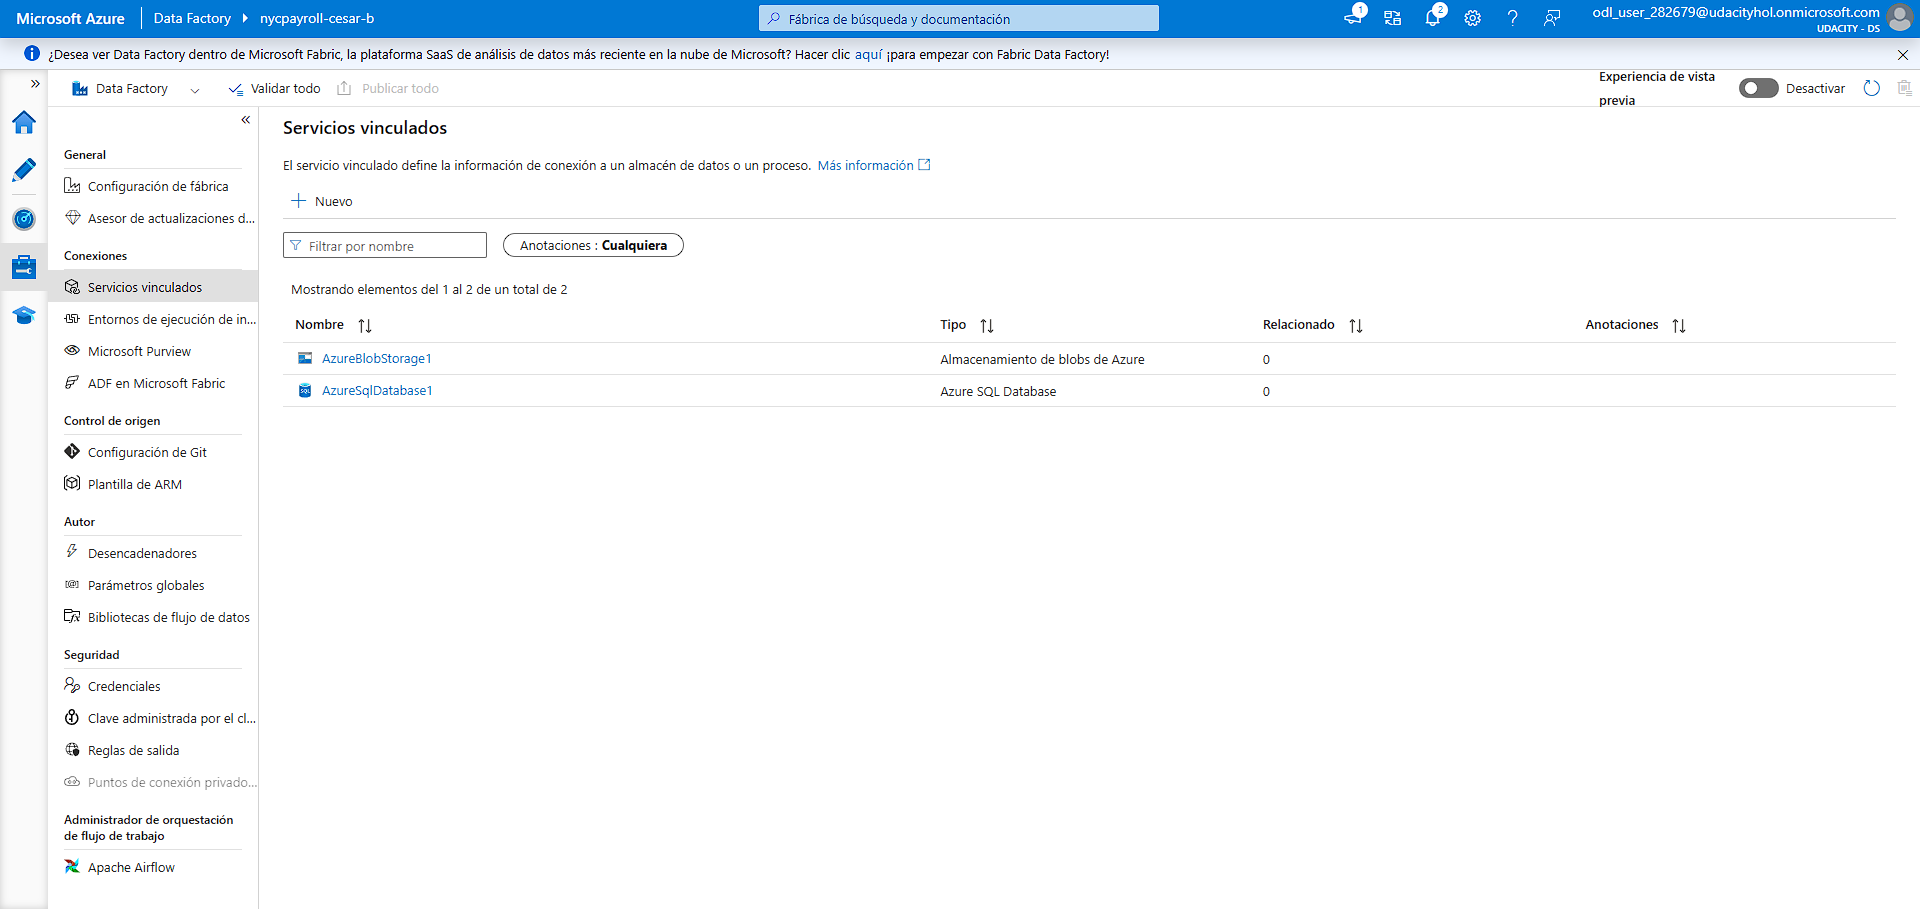 Microsoft Azure
Data Factory
nycpayroll-cesar-b
Fábrica de búsqueda y documentación
1
2
odl_user_282679@udacityhol.onmicrosoft.com
UDACITY - DS
¿Desea ver Data Factory dentro de Microsoft Fabric, la plataforma SaaS de análisis de datos más reciente en la nube de Microsoft? Hacer clic aquí ¡para empezar con Fabric Data Factory!
Data Factory
Validar todo
Publicar todo
Experiencia de vista
previa
Desactivar
General
Configuración de fábrica
Asesor de actualizaciones d...
Conexiones
Servicios vinculados
Entornos de ejecución de in...
Microsoft Purview
ADF en Microsoft Fabric
Control de origen
Configuración de Git
Plantilla de ARM
Autor
Desencadenadores
Parámetros globales
Bibliotecas de flujo de datos
Seguridad
Credenciales
Clave administrada por el cl...
Reglas de salida
Puntos de conexión privado...
Administrador de orquestación
de flujo de trabajo
Apache Airflow
Servicios vinculados
El servicio vinculado define la información de conexión a un almacén de datos o un proceso. Más información
Nuevo
Filtrar por nombre
Anotaciones : Cualquiera
Mostrando elementos del 1 al 2 de un total de 2
Nombre Tipo Relacionado Anotaciones
AzureBlobStorage1 Almacenamiento de blobs de Azure 0
AzureSqlDatabase1 Azure SQL Database 0